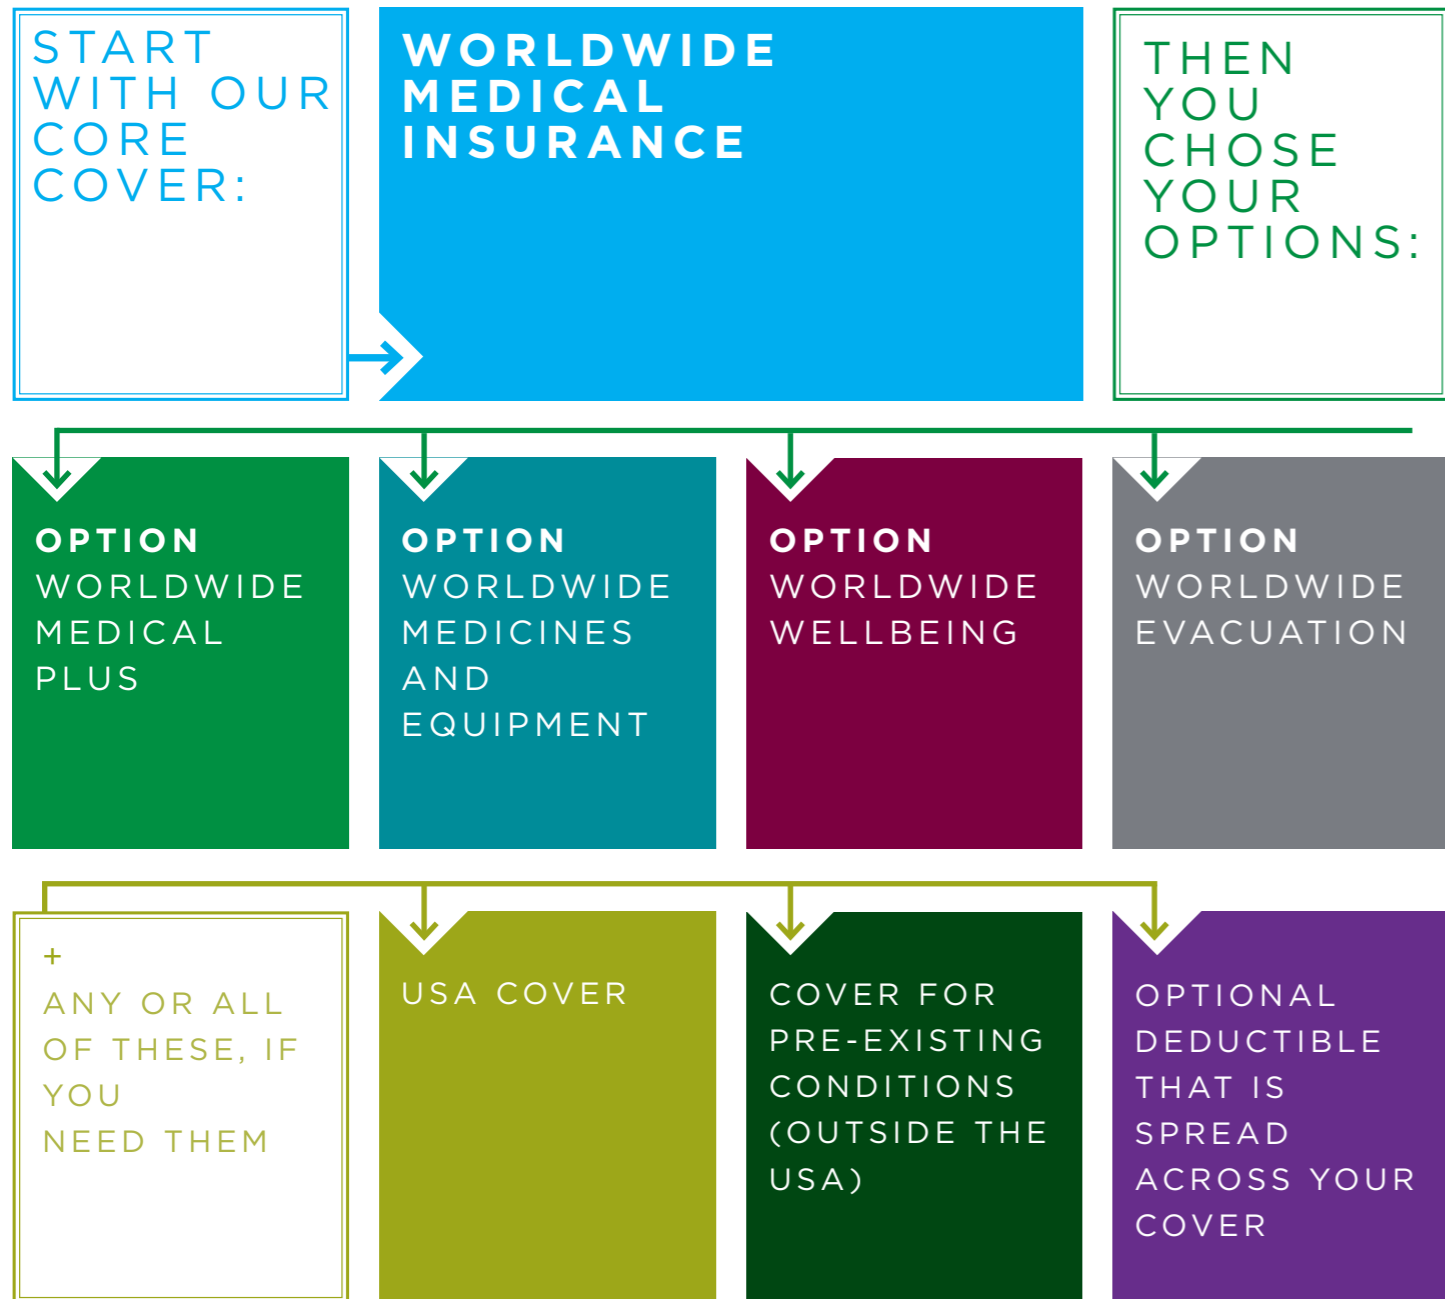 START
WITH OUR
CORE
COVER:
WORLDWIDE
MEDICAL
INSURANCE
THEN
YOU
CHOSE
YOUR
OPTIONS:
OPTION
WORLDWIDE
MEDICAL
PLUS
OPTION
WORLDWIDE
MEDICINES
AND
EQUIPMENT
OPTION
WORLDWIDE
WELLBEING
OPTION
WORLDWIDE
EVACUATION
+
ANY OR ALL
OF THESE, IF
YOU
NEED THEM
USA COVER
COVER FOR
PRE-EXISTING
CONDITIONS
(OUTSIDE THE
USA)
OPTIONAL
DEDUCTIBLE
THAT IS
SPREAD
ACROSS YOUR
COVER